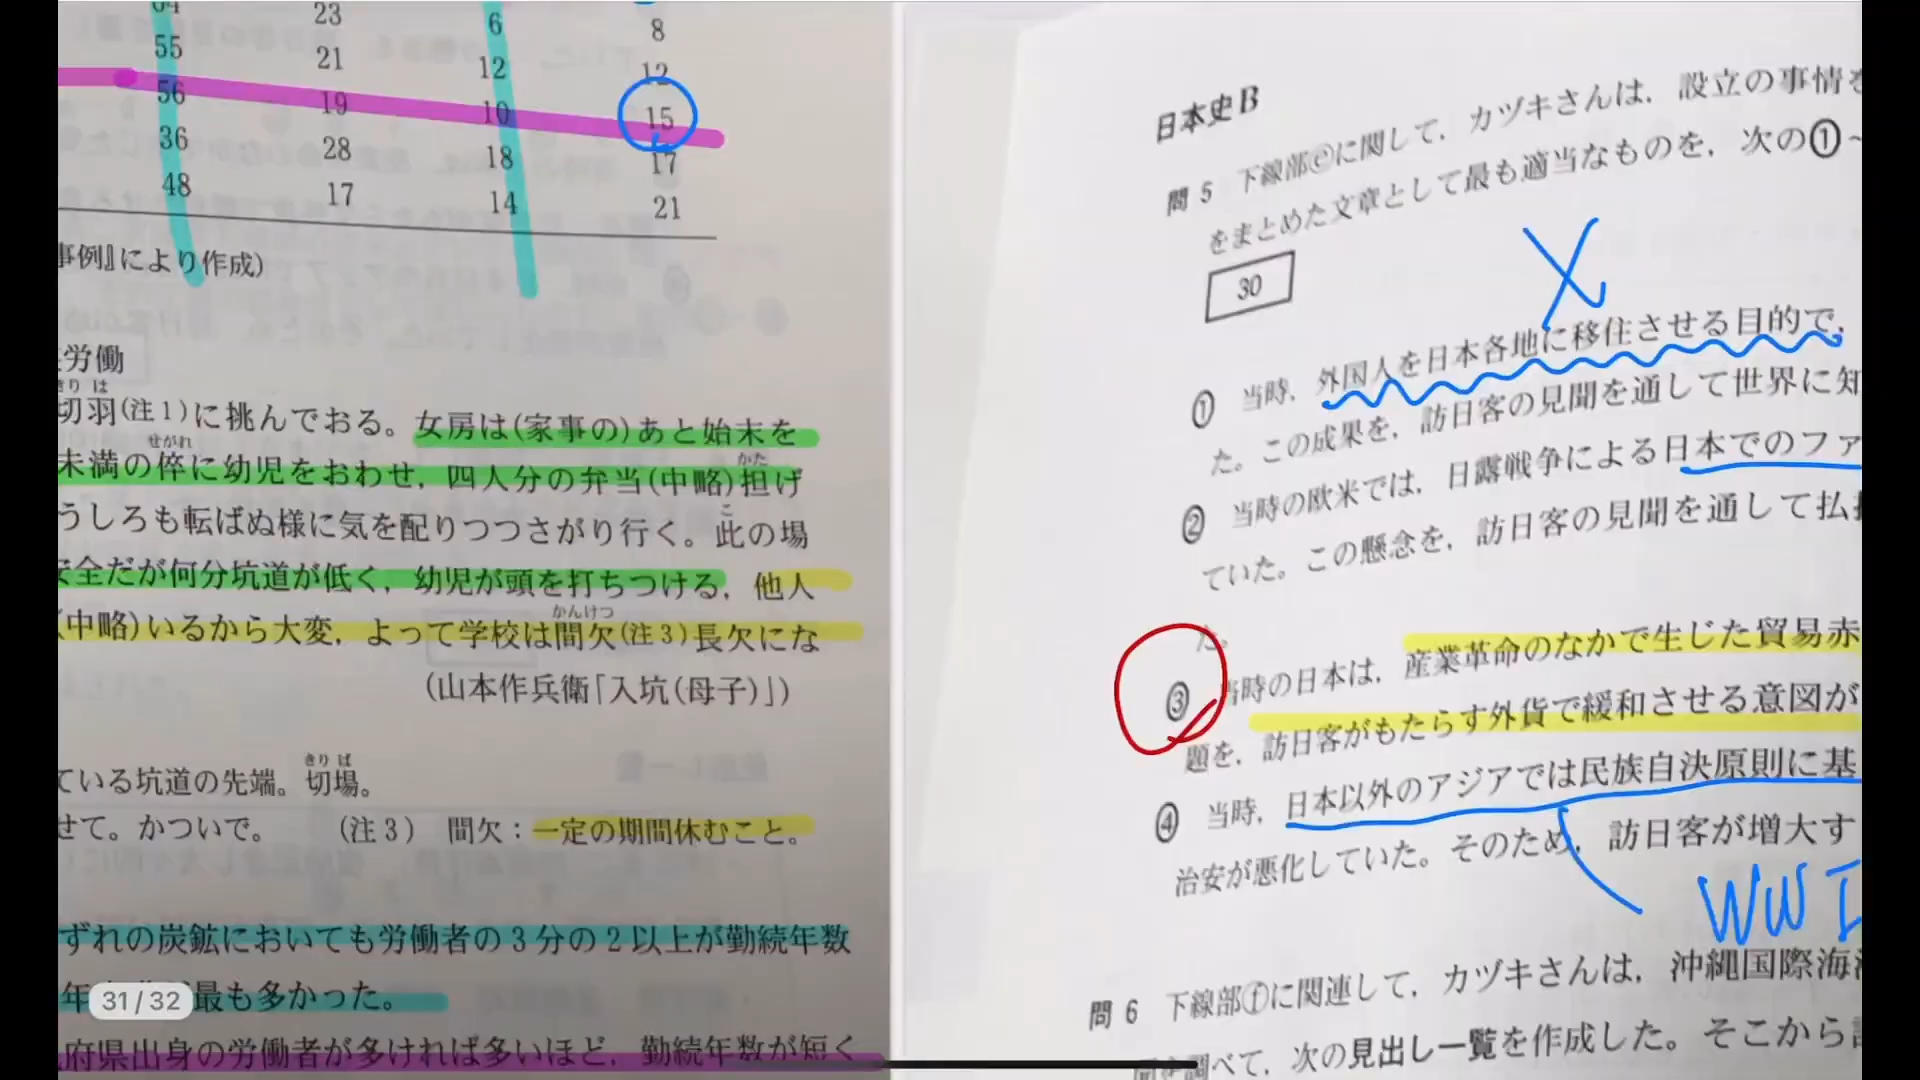 64 23 6 8
55 21 12 12
56 19 10 15
36 28 18 17
48 17 14 21
事例』により作成)
労働
きりは
切羽(注1)に挑んでおる。女房は(家事の)あと始末を
せがれ かた
未満の倅に幼児をおわせ，四人分の弁当(中略)担げ
こ
うしろも転ばぬ様に気を配りつつさがり行く。此の場
安全だが何分坑道が低く，幼児が頭を打ちつける，他人
かんけつ
(中略)いるから大変，よって学校は間欠(注3)長欠にな
(山本作兵衛「入坑(母子)」)
きりば
ている坑道の先端。切場。
せて。かついで。 (注3) 間欠：一定の期間休むこと。
ずれの炭鉱においても労働者の3分の2以上が勤続年数
年 最も多かった。
31/32
府県出身の労働者が多ければ多いほど，勤続年数が短く
日本史B
問5 下線部ⓔに関して，カヅキさんは，設立の事情を
をまとめた文章として最も適当なものを，次の①～
30
X
① 当時，外国人を日本各地に移住させる目的で，
た。この成果を，訪日客の見聞を通して世界に知
② 当時の欧米では，日露戦争による日本でのファ
ていた。この懸念を，訪日客の見聞を通して払拭
た。
③ 当時の日本は，産業革命のなかで生じた貿易赤
題を，訪日客がもたらす外貨で緩和させる意図が
④ 当時，日本以外のアジアでは民族自決原則に基
治安が悪化していた。そのため，訪日客が増大す
WW I
問6 下線部ⓕに関連して，カヅキさんは，沖縄国際海洋
調べて，次の見出し一覧を作成した。そこから